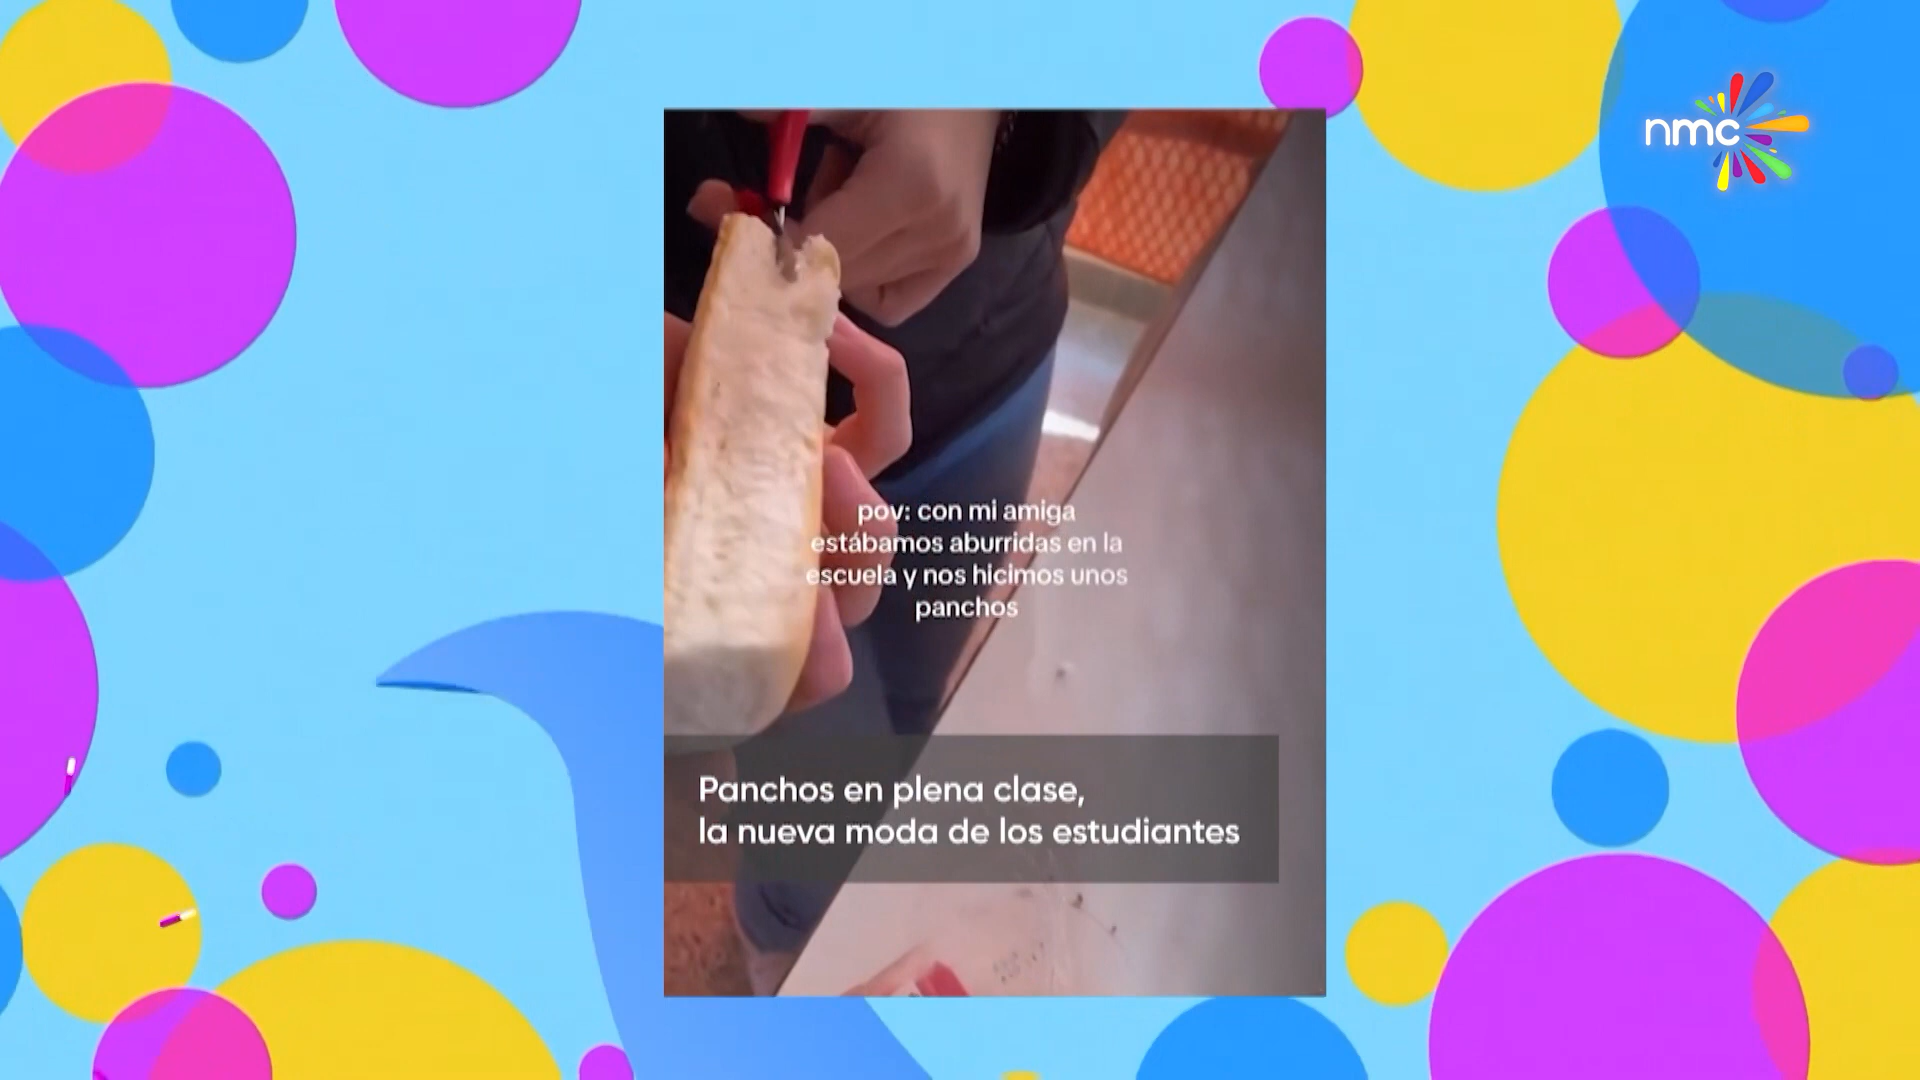 nmc
pov: con mi amiga
estábamos aburridas en la
escuela y nos hicimos unos
panchos
Panchos en plena clase,
la nueva moda de los estudiantes